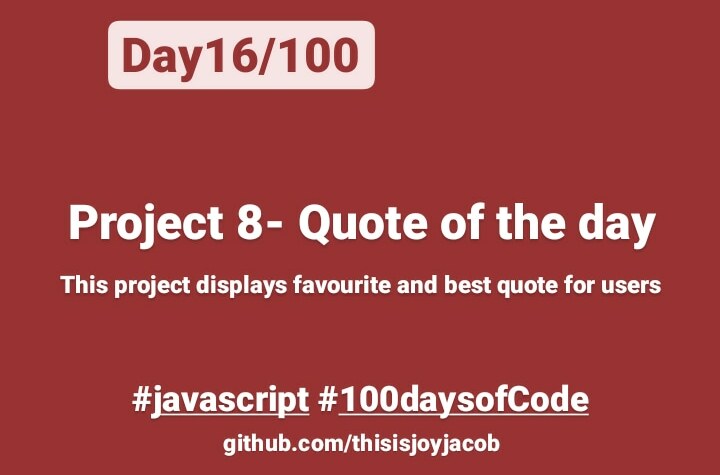 Day16/100
Project 8- Quote of the day
This project displays favourite and best quote for users
#javascript #100daysofCode
github.com/thisisjoyjacob